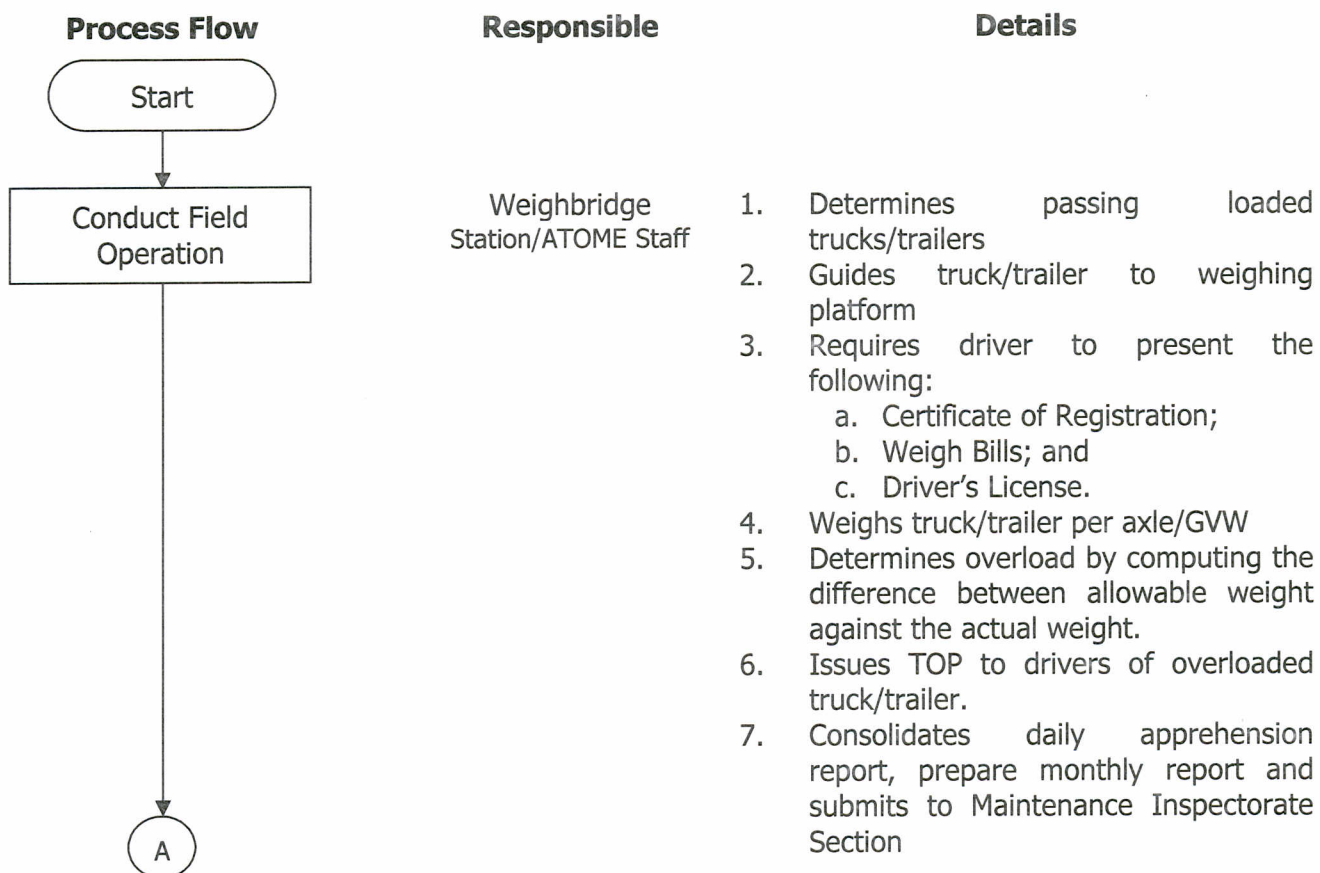 Process Flow Responsible Details
Start
Conduct Field
Operation
Weighbridge
Station/ATOME Staff
1. Determines passing loaded
trucks/trailers
2. Guides truck/trailer to weighing
platform
3. Requires driver to present the
following:
a. Certificate of Registration;
b. Weigh Bills; and
c. Driver's License.
4. Weighs truck/trailer per axle/GVW
5. Determines overload by computing the
difference between allowable weight
against the actual weight.
6. Issues TOP to drivers of overloaded
truck/trailer.
7. Consolidates daily apprehension
report, prepare monthly report and
submits to Maintenance Inspectorate
Section
A